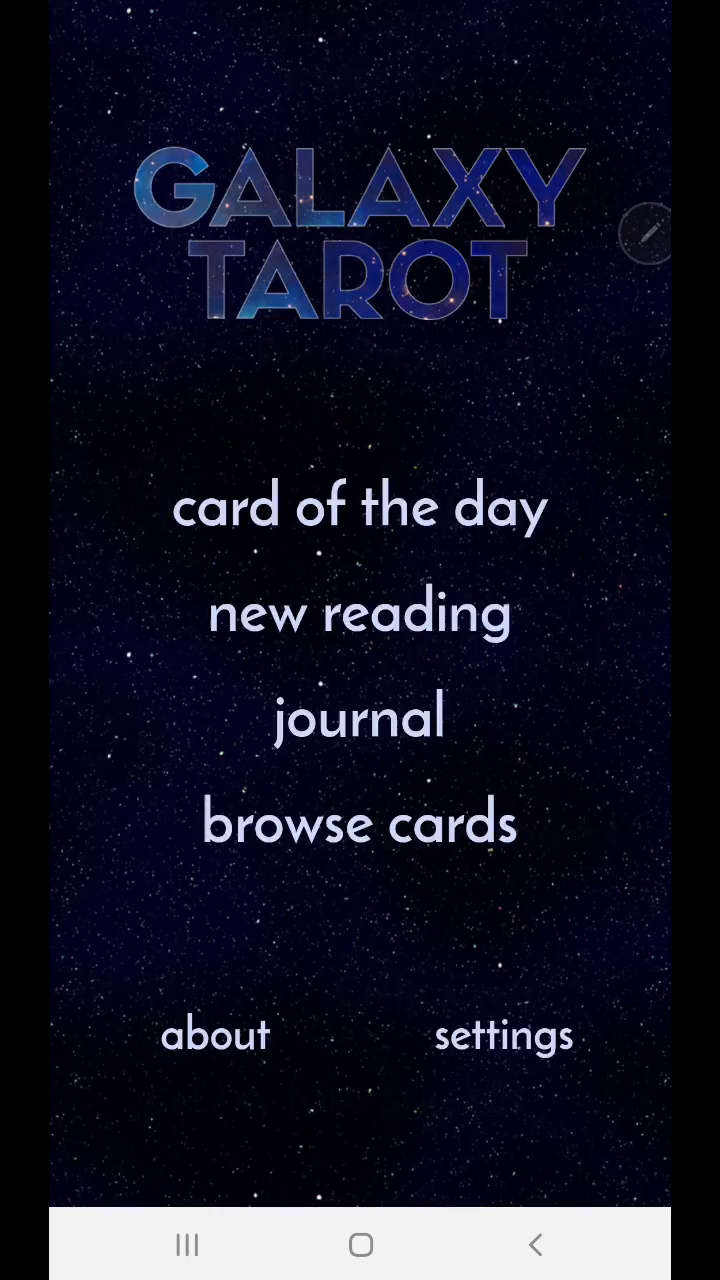 GALAXY
TAROT
card of the day
new reading
journal
browse cards
about settings